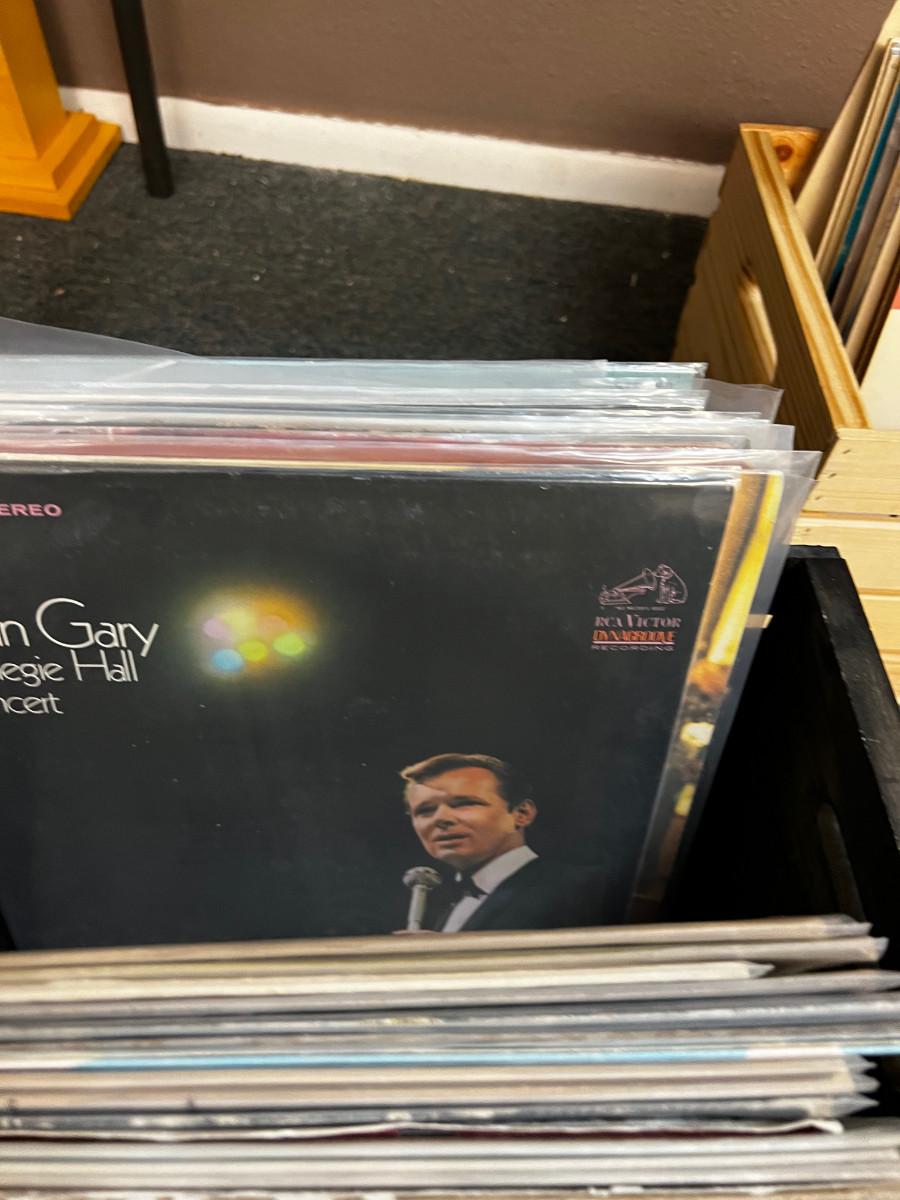 EREO
n Gary
egie Hall
ncert
RCA VICTOR
DYNAGROOVE
RECORDING